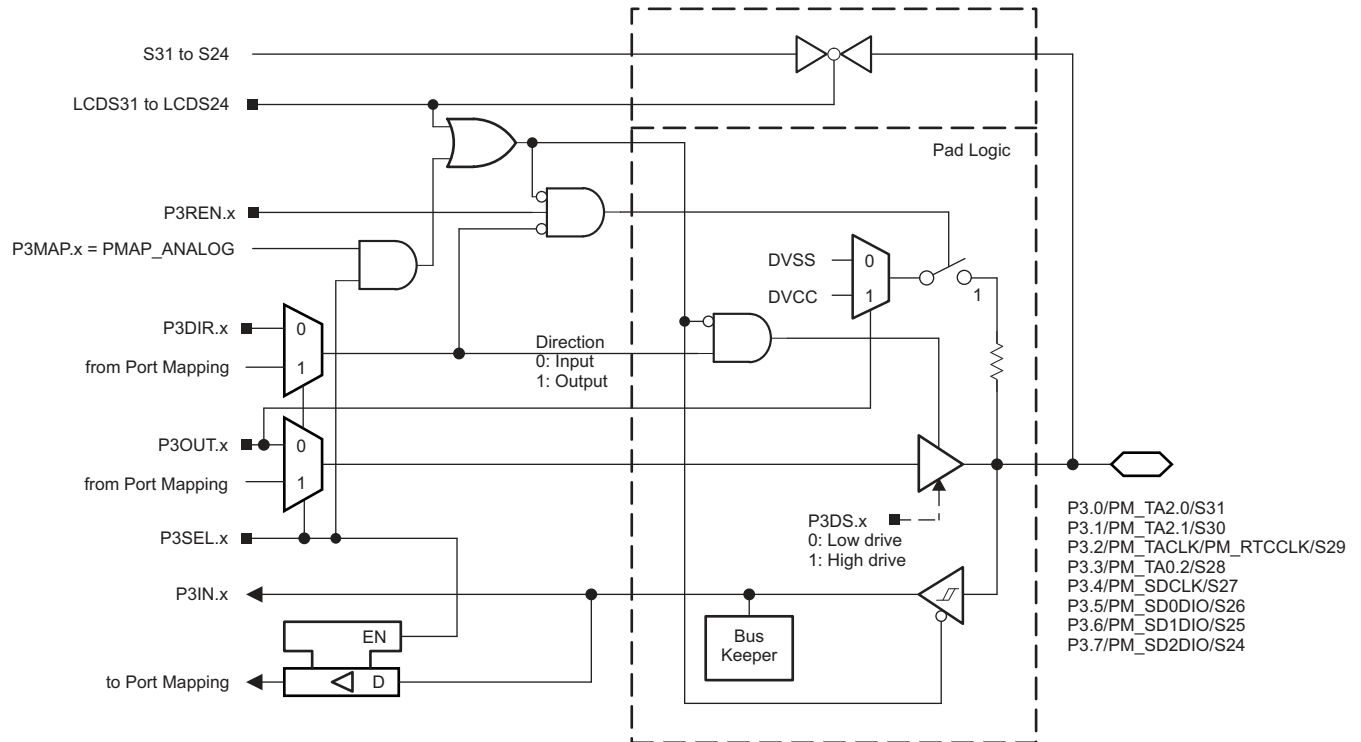 S31 to S24
LCDS31 to LCDS24
Pad Logic
P3REN.x
P3MAP.x = PMAP_ANALOG
DVSS
0
DVCC
1
1
P3DIR.x
0
from Port Mapping
1
Direction
0: Input
1: Output
P3OUT.x
0
from Port Mapping
1
P3SEL.x
P3DS.x
0: Low drive
1: High drive
P3.0/PM_TA2.0/S31
P3.1/PM_TA2.1/S30
P3.2/PM_TACLK/PM_RTCCLK/S29
P3.3/PM_TA0.2/S28
P3.4/PM_SDCLK/S27
P3.5/PM_SD0DIO/S26
P3.6/PM_SD1DIO/S25
P3.7/PM_SD2DIO/S24
P3IN.x
Bus
Keeper
EN
to Port Mapping
D